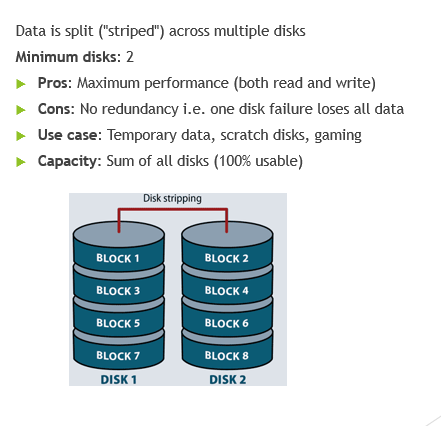 Data is split ("striped") across multiple disks
Minimum disks: 2
Pros: Maximum performance (both read and write)
Cons: No redundancy i.e. one disk failure loses all data
Use case: Temporary data, scratch disks, gaming
Capacity: Sum of all disks (100% usable)
Disk stripping
BLOCK 1 BLOCK 2
BLOCK 3 BLOCK 4
BLOCK 5 BLOCK 6
BLOCK 7 BLOCK 8
DISK 1 DISK 2